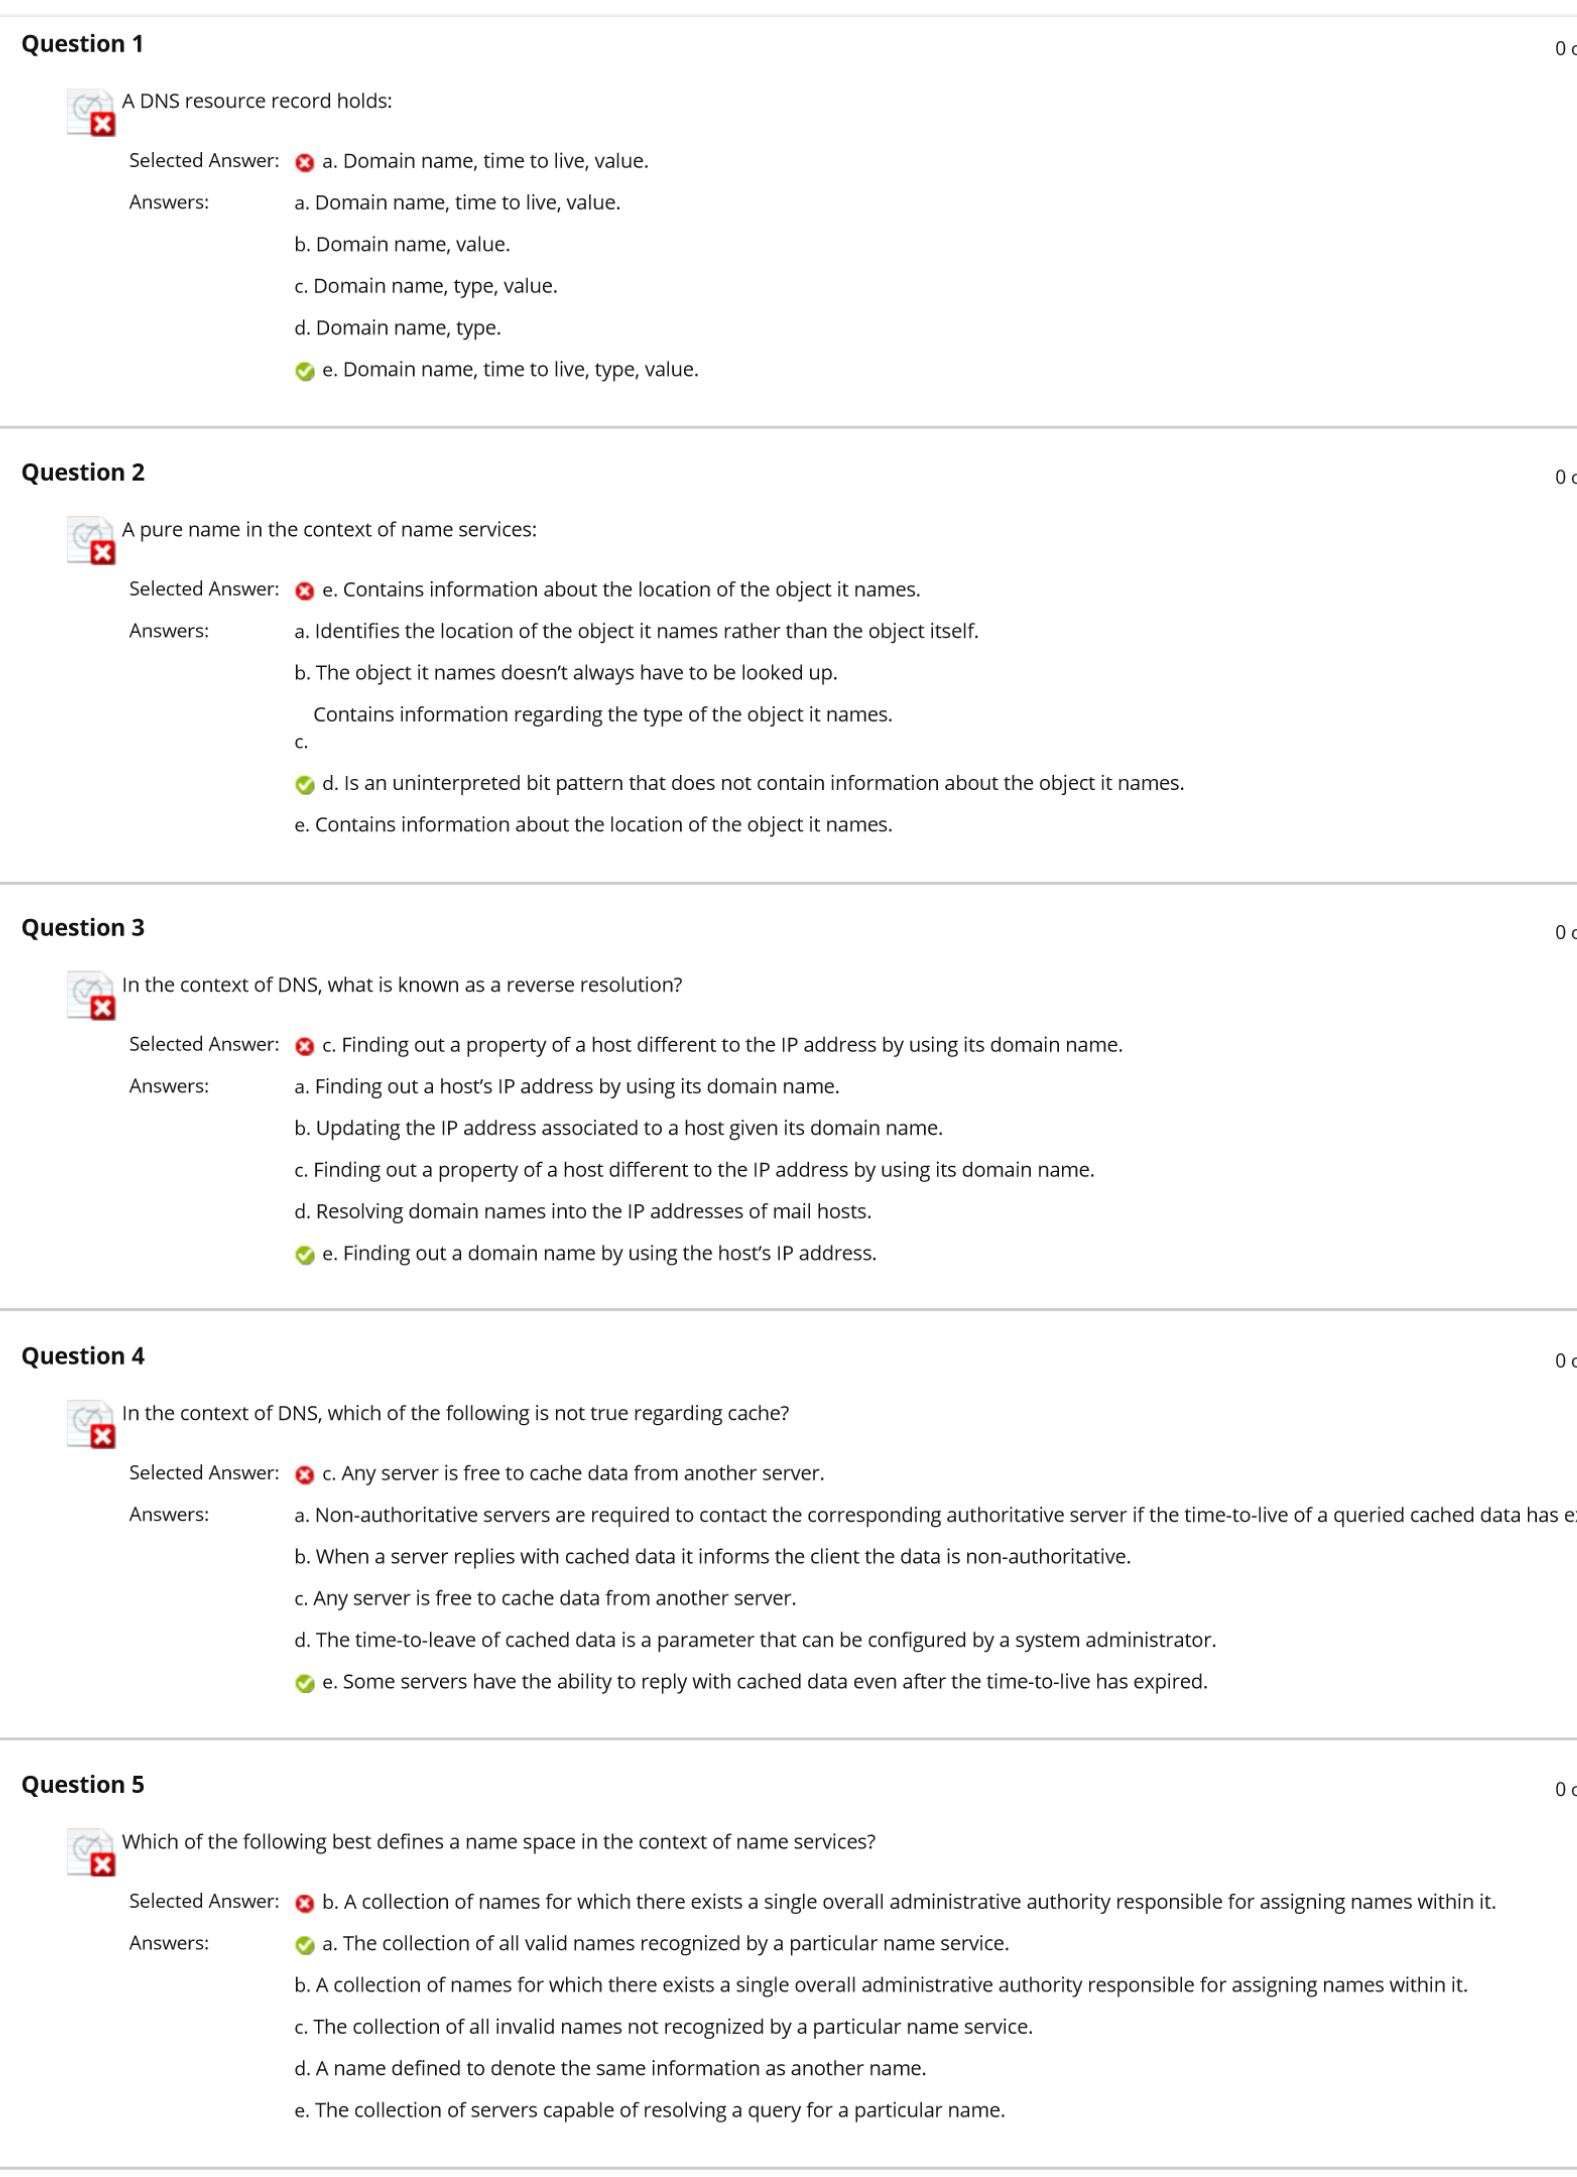 Question 1
0 o
A DNS resource record holds:
Selected Answer: a. Domain name, time to live, value.
Answers: a. Domain name, time to live, value.
b. Domain name, value.
c. Domain name, type, value.
d. Domain name, type.
e. Domain name, time to live, type, value.
Question 2
0 o
A pure name in the context of name services:
Selected Answer: e. Contains information about the location of the object it names.
Answers: a. Identifies the location of the object it names rather than the object itself.
b. The object it names doesn't always have to be looked up.
Contains information regarding the type of the object it names.
c.
d. Is an uninterpreted bit pattern that does not contain information about the object it names.
e. Contains information about the location of the object it names.
Question 3
0 o
In the context of DNS, what is known as a reverse resolution?
Selected Answer: c. Finding out a property of a host different to the IP address by using its domain name.
Answers: a. Finding out a host's IP address by using its domain name.
b. Updating the IP address associated to a host given its domain name.
c. Finding out a property of a host different to the IP address by using its domain name.
d. Resolving domain names into the IP addresses of mail hosts.
e. Finding out a domain name by using the host's IP address.
Question 4
0 o
In the context of DNS, which of the following is not true regarding cache?
Selected Answer: c. Any server is free to cache data from another server.
Answers: a. Non-authoritative servers are required to contact the corresponding authoritative server if the time-to-live of a queried cached data has
b. When a server replies with cached data it informs the client the data is non-authoritative.
c. Any server is free to cache data from another server.
d. The time-to-leave of cached data is a parameter that can be configured by a system administrator.
e. Some servers have the ability to reply with cached data even after the time-to-live has expired.
Question 5
0 o
Which of the following best defines a name space in the context of name services?
Selected Answer: b. A collection of names for which there exists a single overall administrative authority responsible for assigning names within it.
Answers: a. The collection of all valid names recognized by a particular name service.
b. A collection of names for which there exists a single overall administrative authority responsible for assigning names within it.
c. The collection of all invalid names not recognized by a particular name service.
d. A name defined to denote the same information as another name.
e. The collection of servers capable of resolving a query for a particular name.